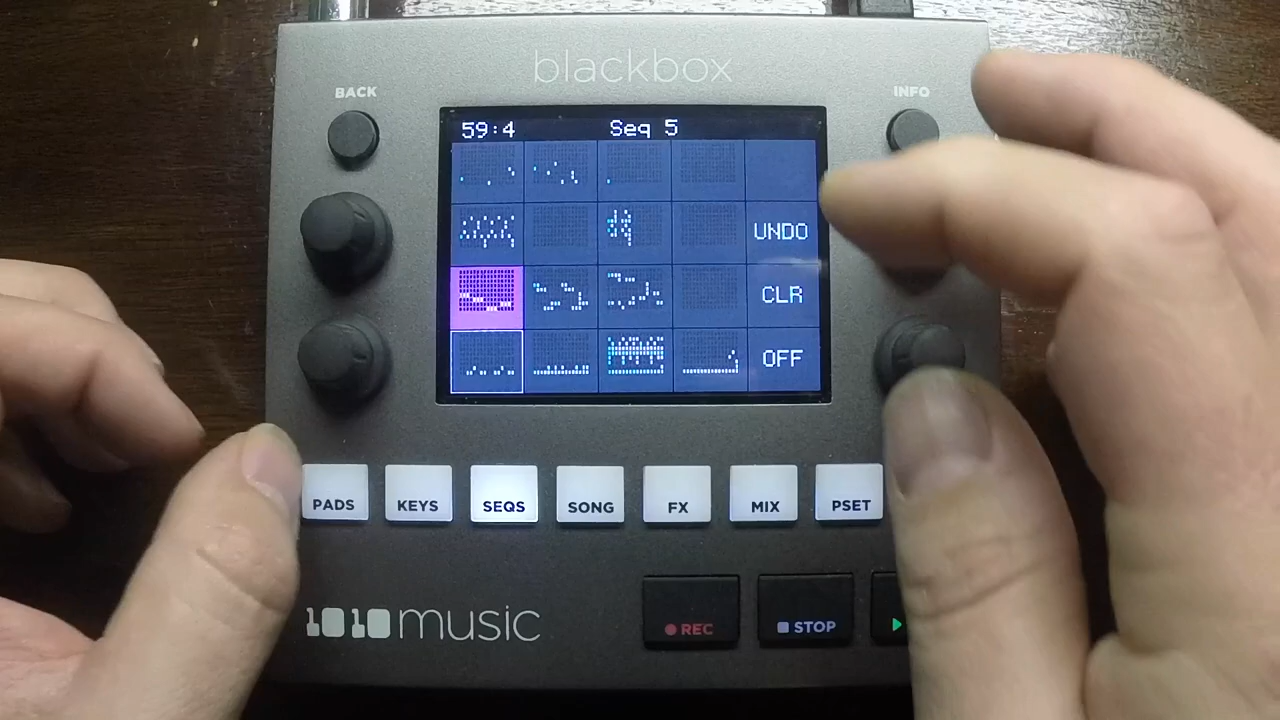 blackbox
BACK
INFO
59:4 Seq 5
UNDO
CLR
OFF
PADS KEYS SEQS SONG FX MIX PSET
1010music
REC STOP